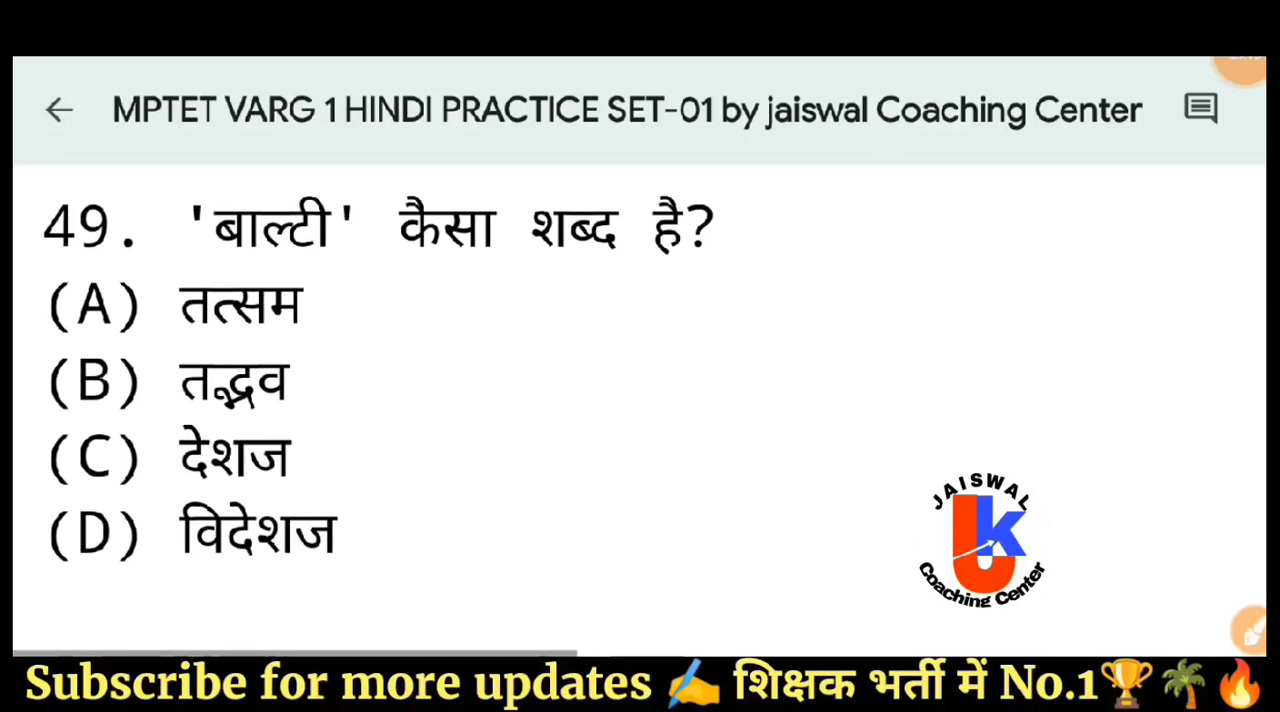 MPTET VARG 1 HINDI PRACTICE SET-01 by jaiswal Coaching Center
49. 'बाल्टी' कैसा शब्द है?
(A) तत्सम
(B) तद्भव
(C) देशज
(D) विदेशज
JAISWAL
JK
Coaching Center
Subscribe for more updates ✍️ शिक्षक भर्ती में No.1🏆🌴🔥